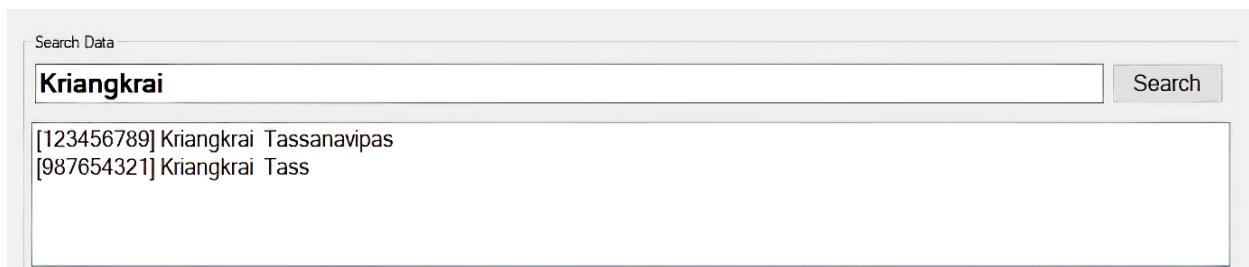 Search Data
Kriangkrai
Search
[123456789] Kriangkrai Tassanavipas
[987654321] Kriangkrai Tass